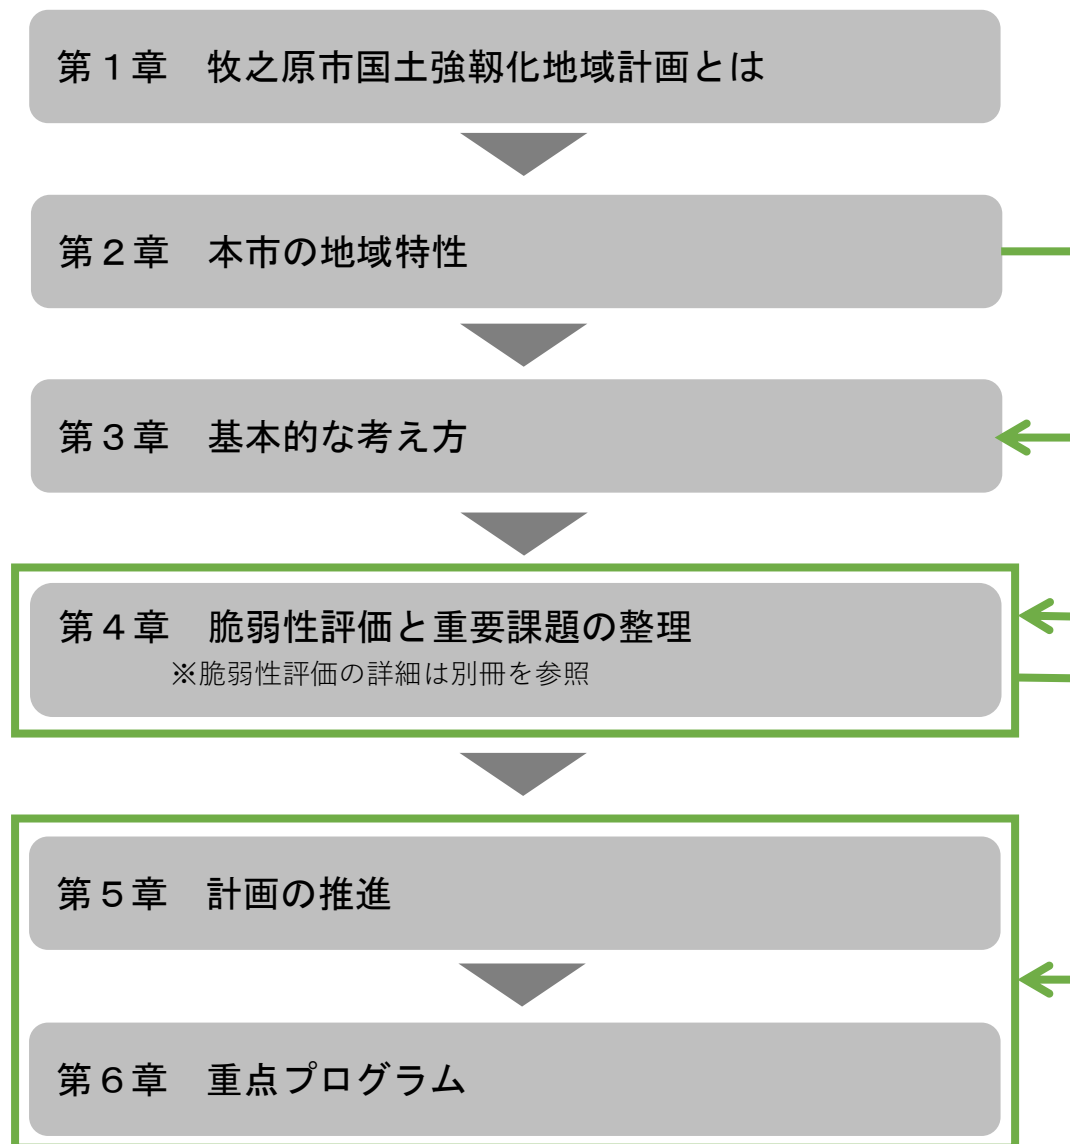 第１章　牧之原市国土強靱化地域計画とは
第２章　本市の地域特性
第３章　基本的な考え方
第４章　脆弱性評価と重要課題の整理
※脆弱性評価の詳細は別冊を参照
第５章　計画の推進
第６章　重点プログラム